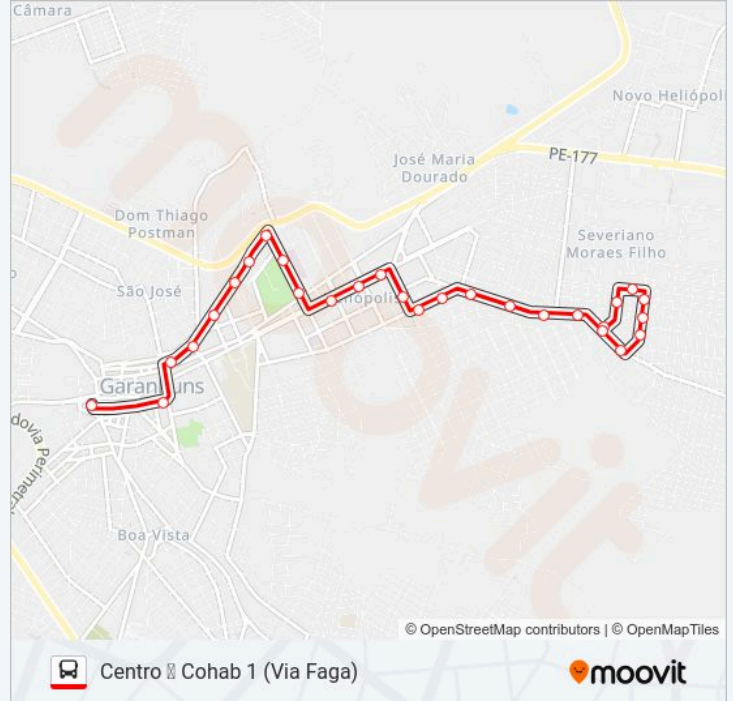 Câmara
Novo Heliópoli
José Maria
Dourado
PE-177
Dom Thiago
Postman
Severiano
Moraes Filho
São José
moovit
Garanhuns
Boa Vista
© OpenStreetMap contributors | © OpenMapTiles
Centro Cohab 1 (Via Faga)
moovit